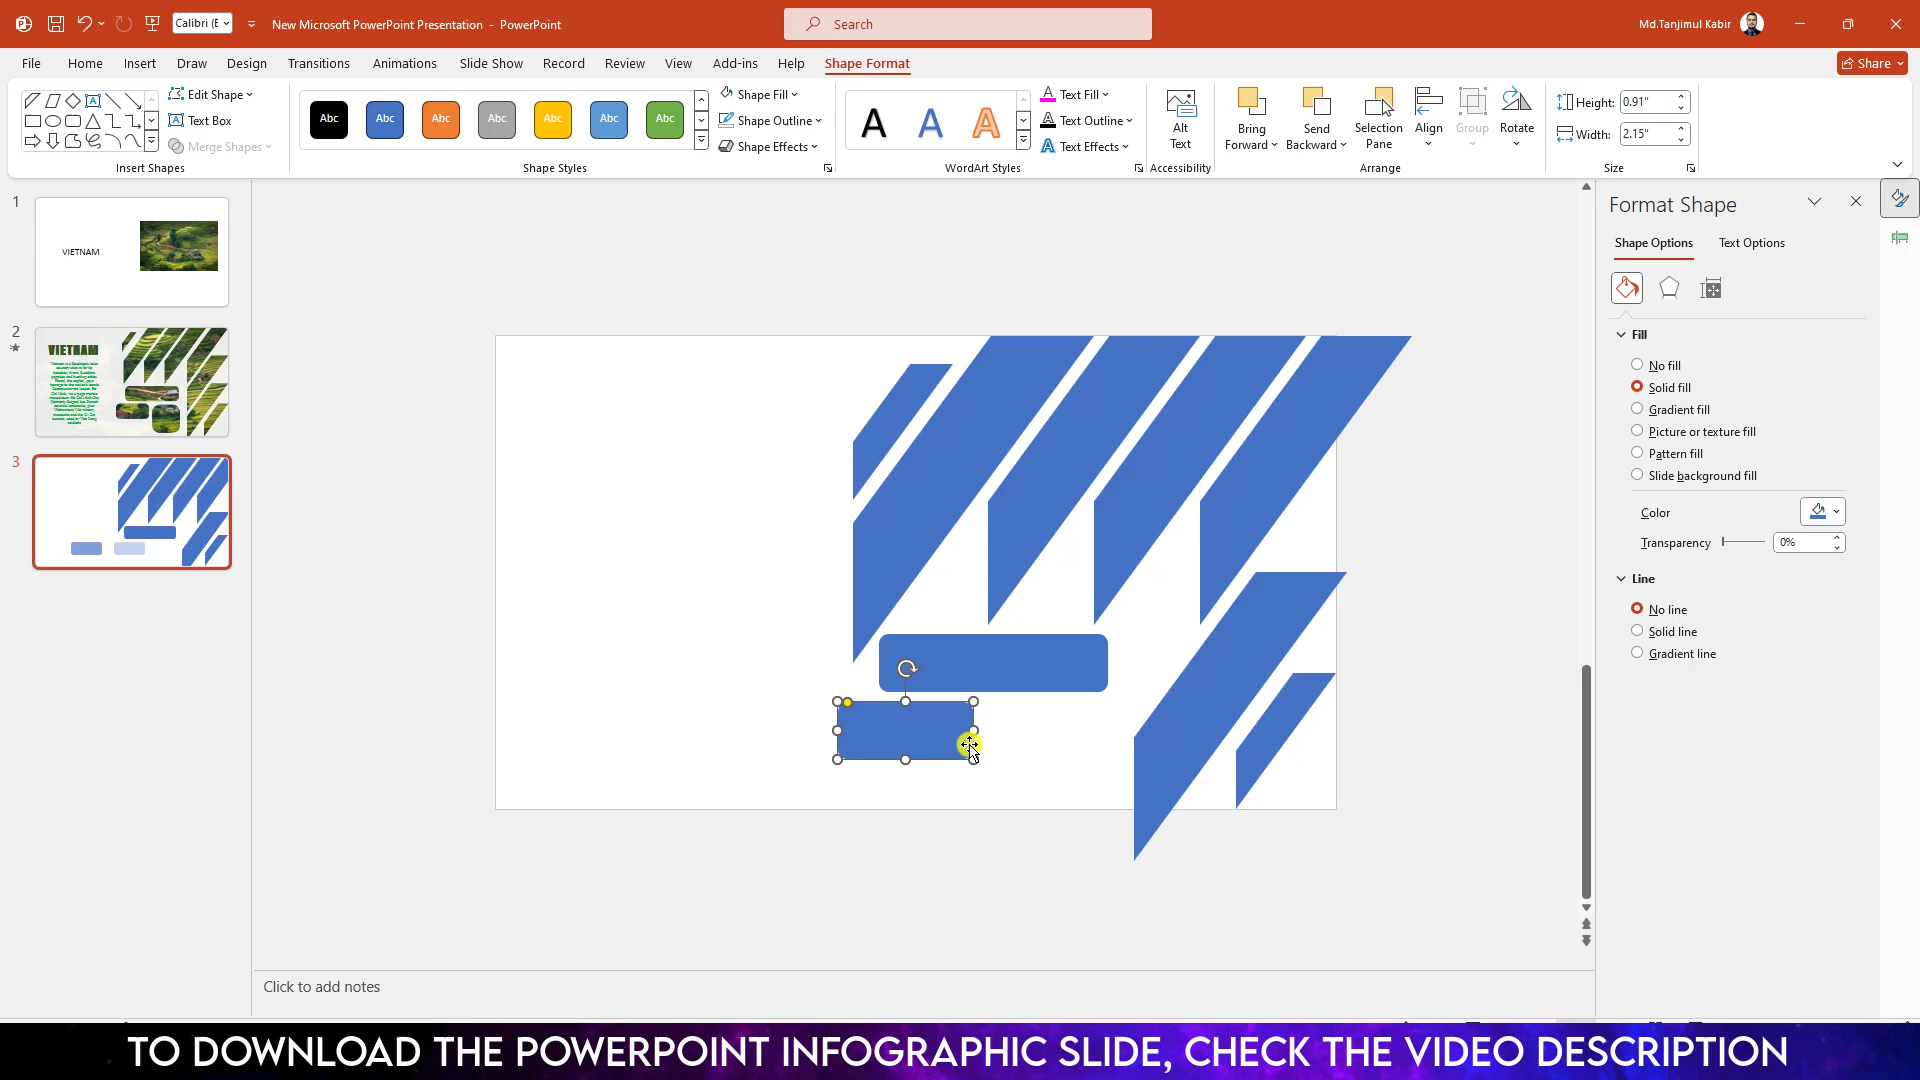 Calibri (E
New Microsoft PowerPoint Presentation - PowerPoint
Search
Md.Tanjimul Kabir
File Home Insert Draw Design Transitions Animations Slide Show Record Review View Add-ins Help Shape Format
Share
Edit Shape
Text Box
Merge Shapes
Insert Shapes
Abc Abc Abc Abc Abc Abc Abc
Shape Fill
Shape Outline
Shape Effects
Shape Styles
A A A
Text Fill
Text Outline
Text Effects
WordArt Styles
Alt Text
Accessibility
Bring Forward
Send Backward
Selection Pane
Align
Group
Rotate
Arrange
Height: 0.91"
Width: 2.15"
Size
1
VIETNAM
2
VIETNAM
3
Format Shape
Shape Options Text Options
Fill
No fill
Solid fill
Gradient fill
Picture or texture fill
Pattern fill
Slide background fill
Color
Transparency 0%
Line
No line
Solid line
Gradient line
Click to add notes
TO DOWNLOAD THE POWERPOINT INFOGRAPHIC SLIDE, CHECK THE VIDEO DESCRIPTION